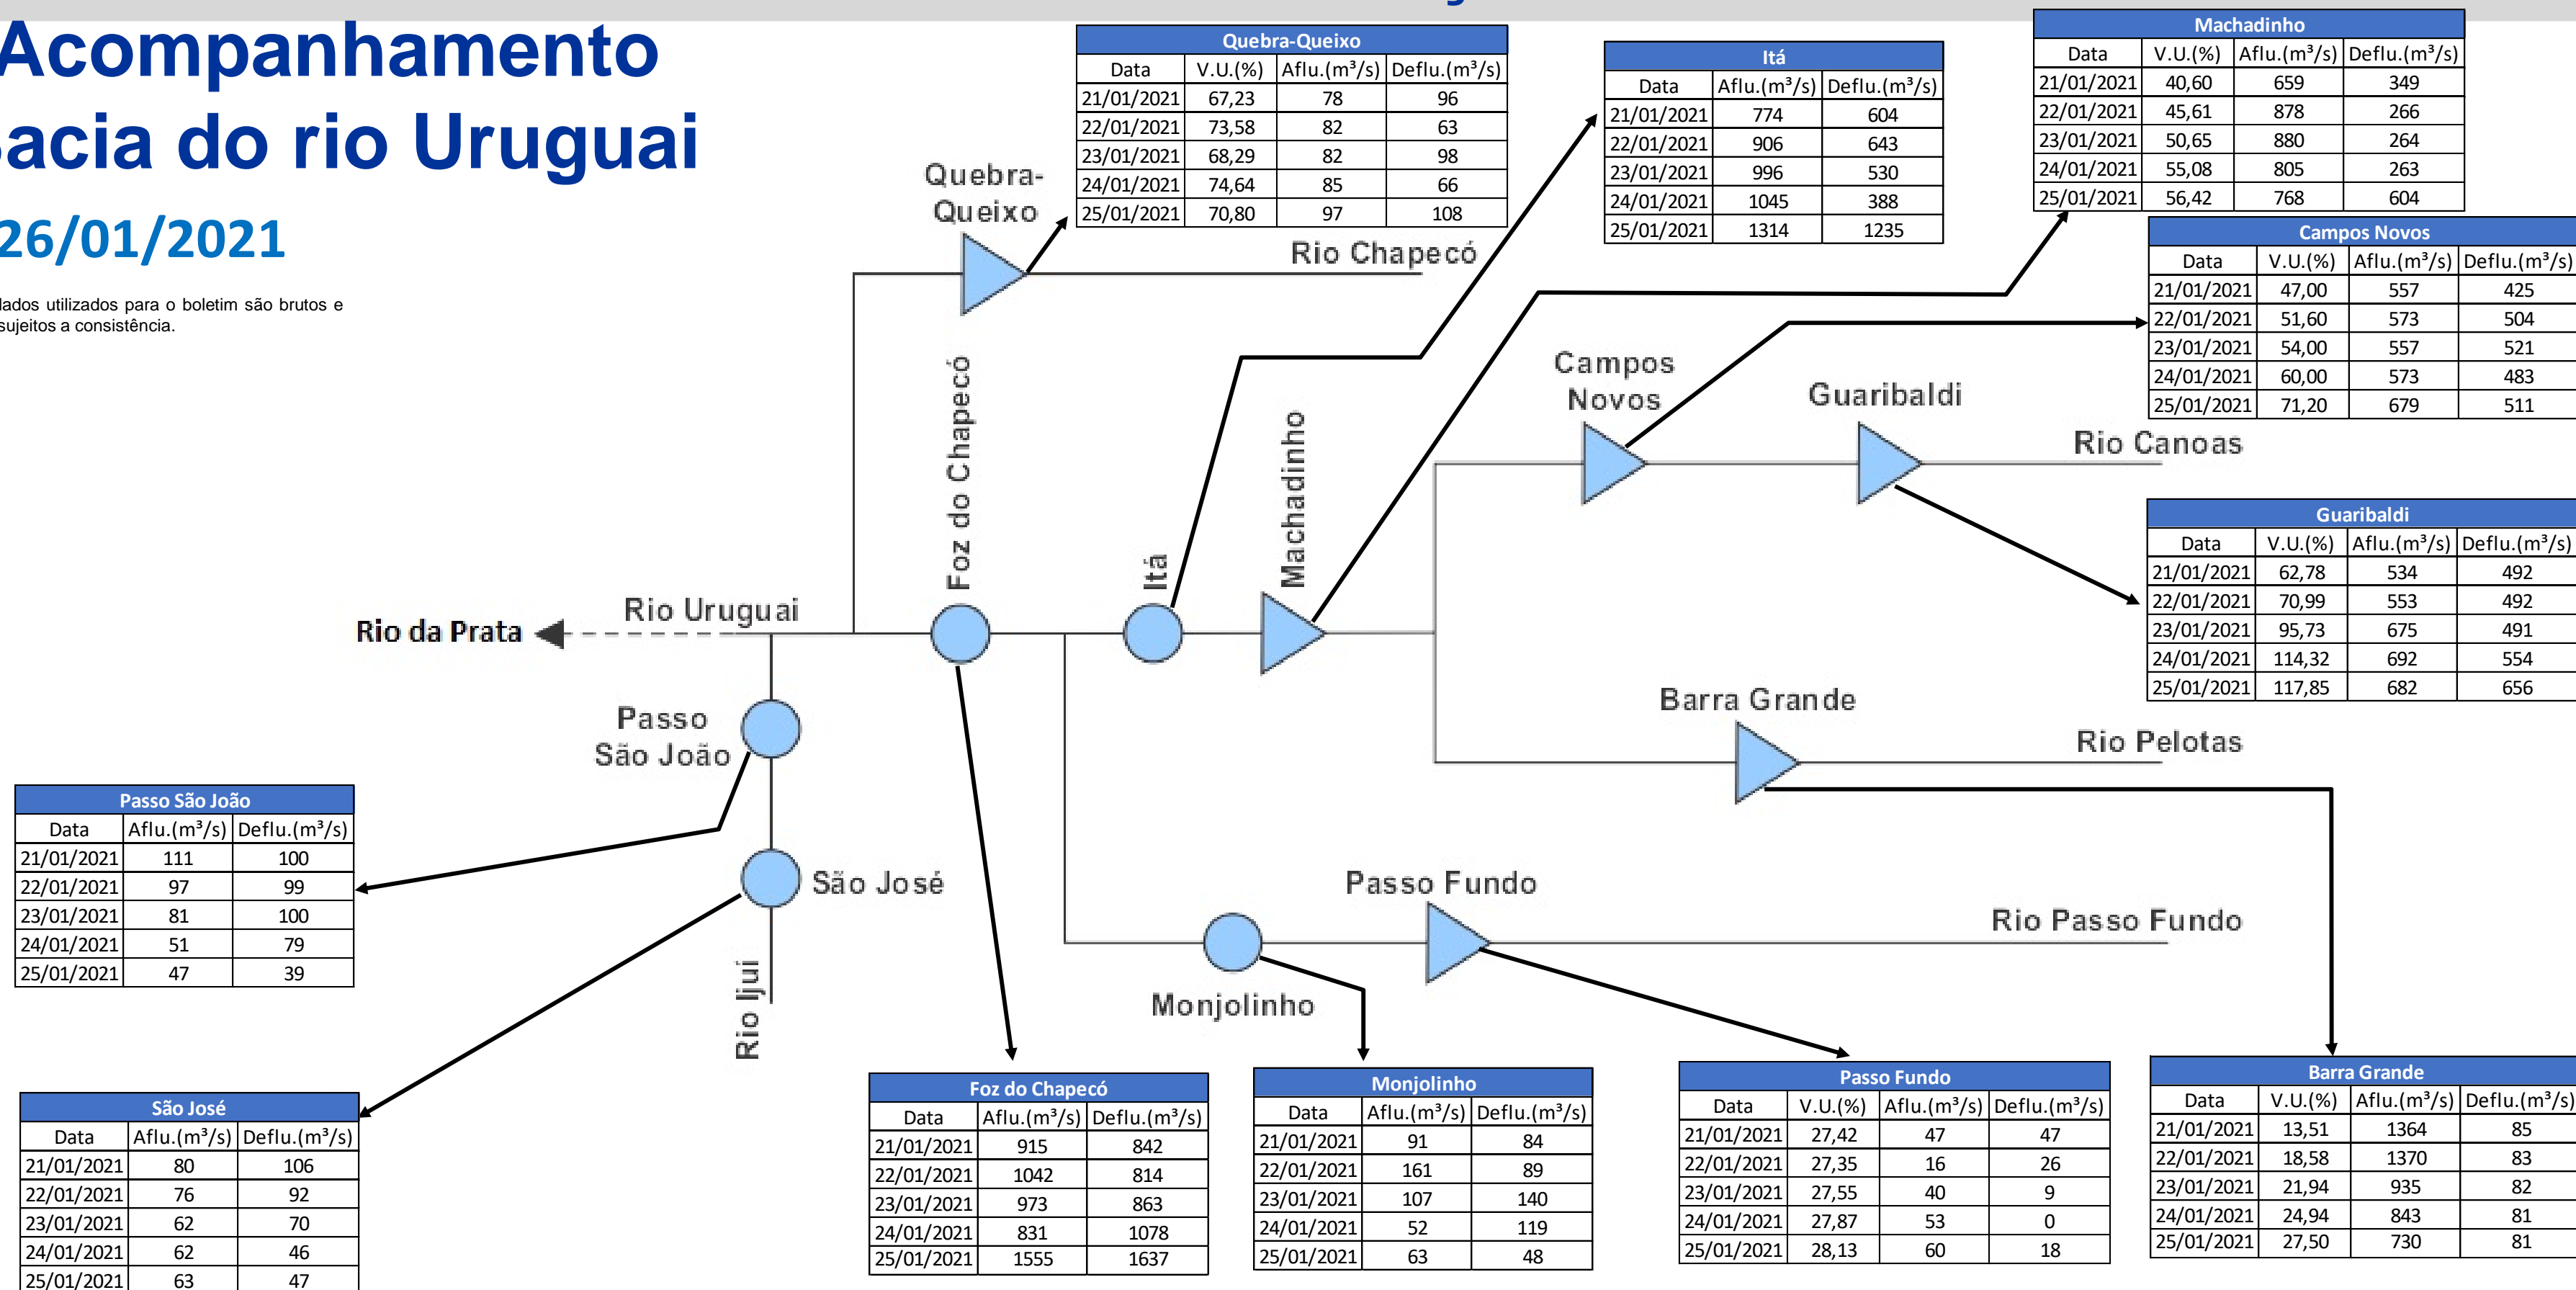 Acompanhamento
acia do rio Uruguai
26/01/2021
dados utilizados para o boletim são brutos e
sujeitos a consistência.
Quebra-Queixo
Data V.U.(%) Aflu.(m³/s) Deflu.(m³/s)
21/01/2021 67,23 78 96
22/01/2021 73,58 82 63
23/01/2021 68,29 82 98
24/01/2021 74,64 85 66
25/01/2021 70,80 97 108
Itá
Data Aflu.(m³/s) Deflu.(m³/s)
21/01/2021 774 604
22/01/2021 906 643
23/01/2021 996 530
24/01/2021 1045 388
25/01/2021 1314 1235
Machadinho
Data V.U.(%) Aflu.(m³/s) Deflu.(m³/s)
21/01/2021 40,60 659 349
22/01/2021 45,61 878 266
23/01/2021 50,65 880 264
24/01/2021 55,08 805 263
25/01/2021 56,42 768 604
Campos Novos
Data V.U.(%) Aflu.(m³/s) Deflu.(m³/s)
21/01/2021 47,00 557 425
22/01/2021 51,60 573 504
23/01/2021 54,00 557 521
24/01/2021 60,00 573 483
25/01/2021 71,20 679 511
Quebra-
Queixo
Rio Chapecó
Foz do Chapecó
Itá
Machadinho
Campos
Novos
Guaribaldi
Rio Canoas
Guaribaldi
Data V.U.(%) Aflu.(m³/s) Deflu.(m³/s)
21/01/2021 62,78 534 492
22/01/2021 70,99 553 492
23/01/2021 95,73 675 491
24/01/2021 114,32 692 554
25/01/2021 117,85 682 656
Rio da Prata
Rio Uruguai
Barra Grande
Rio Pelotas
Passo
São João
São José
Rio Ijui
Passo Fundo
Rio Passo Fundo
Monjolinho
Passo São João
Data Aflu.(m³/s) Deflu.(m³/s)
21/01/2021 111 100
22/01/2021 97 99
23/01/2021 81 100
24/01/2021 51 79
25/01/2021 47 39
São José
Data Aflu.(m³/s) Deflu.(m³/s)
21/01/2021 80 106
22/01/2021 76 92
23/01/2021 62 70
24/01/2021 62 46
25/01/2021 63 47
Foz do Chapecó
Data Aflu.(m³/s) Deflu.(m³/s)
21/01/2021 915 842
22/01/2021 1042 814
23/01/2021 973 863
24/01/2021 831 1078
25/01/2021 1555 1637
Monjolinho
Data Aflu.(m³/s) Deflu.(m³/s)
21/01/2021 91 84
22/01/2021 161 89
23/01/2021 107 140
24/01/2021 52 119
25/01/2021 63 48
Passo Fundo
Data V.U.(%) Aflu.(m³/s) Deflu.(m³/s)
21/01/2021 27,42 47 47
22/01/2021 27,35 16 26
23/01/2021 27,55 40 9
24/01/2021 27,87 53 0
25/01/2021 28,13 60 18
Barra Grande
Data V.U.(%) Aflu.(m³/s) Deflu.(m³/s)
21/01/2021 13,51 1364 85
22/01/2021 18,58 1370 83
23/01/2021 21,94 935 82
24/01/2021 24,94 843 81
25/01/2021 27,50 730 81